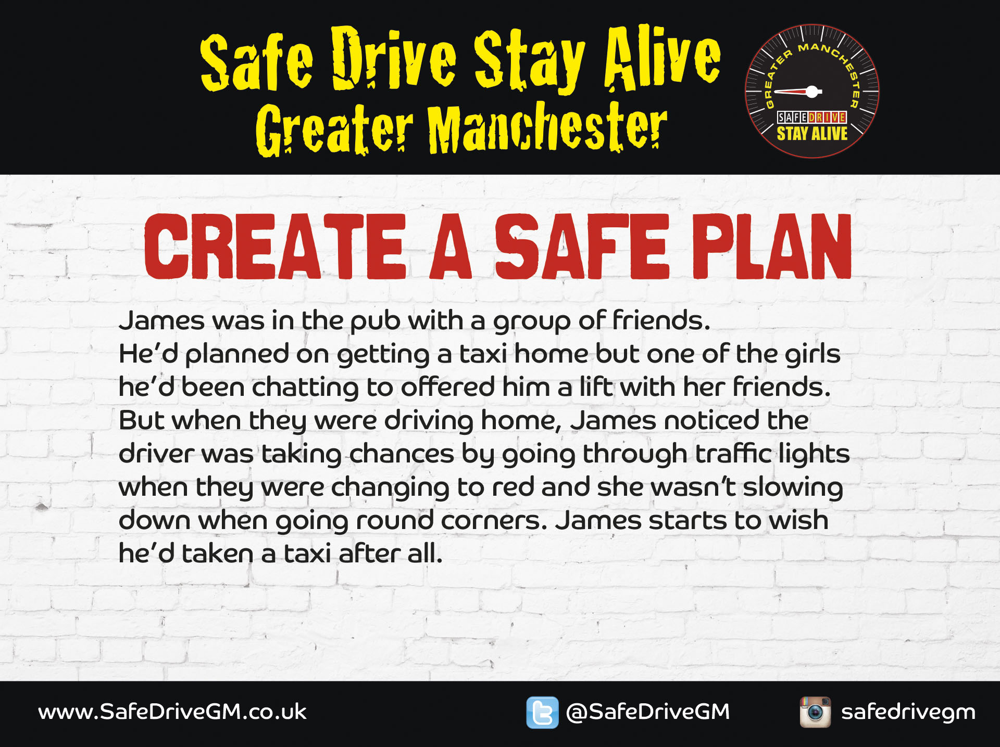 Safe Drive Stay Alive
Greater Manchester
GREATER MANCHESTER
SAFEDRIVE
STAY ALIVE
CREATE A SAFE PLAN
James was in the pub with a group of friends.
He'd planned on getting a taxi home but one of the girls
he'd been chatting to offered him a lift with her friends.
But when they were driving home, James noticed the
driver was taking chances by going through traffic lights
when they were changing to red and she wasn't slowing
down when going round corners. James starts to wish
he'd taken a taxi after all.
www.SafeDriveGM.co.uk
@SafeDriveGM
safedrivegm